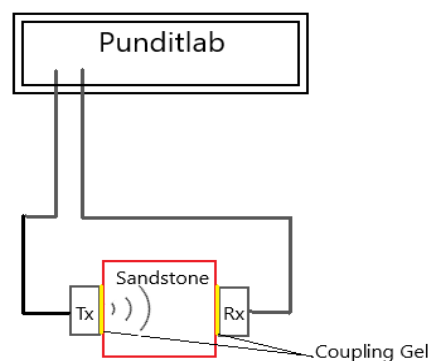 Punditlab
Sandstone
Tx
Rx
Coupling Gel